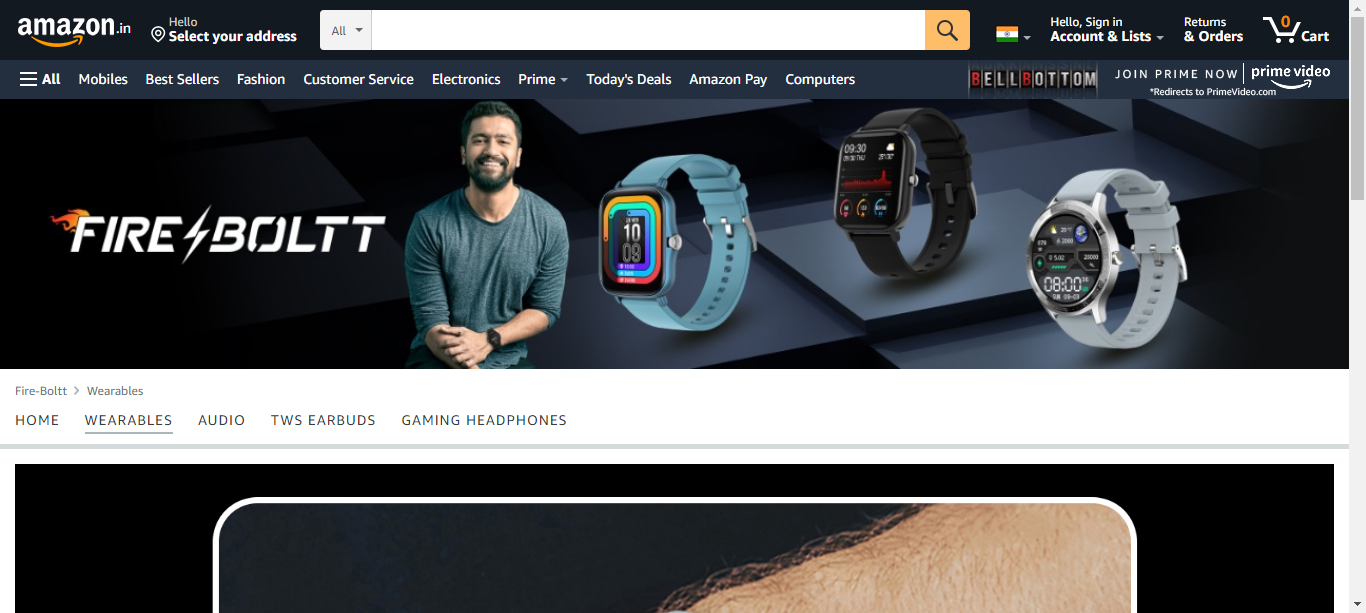 amazon.in
Hello
Select your address
All
Hello, Sign in
Account & Lists
Returns
& Orders
0
Cart
All Mobiles Best Sellers Fashion Customer Service Electronics Prime Today's Deals Amazon Pay Computers
BELLBOTTOM
JOIN PRIME NOW
prime video
*Redirects to PrimeVideo.com
FIRE BOLTT
10
09
09:30
08:00
Fire-Boltt > Wearables
HOME WEARABLES AUDIO TWS EARBUDS GAMING HEADPHONES